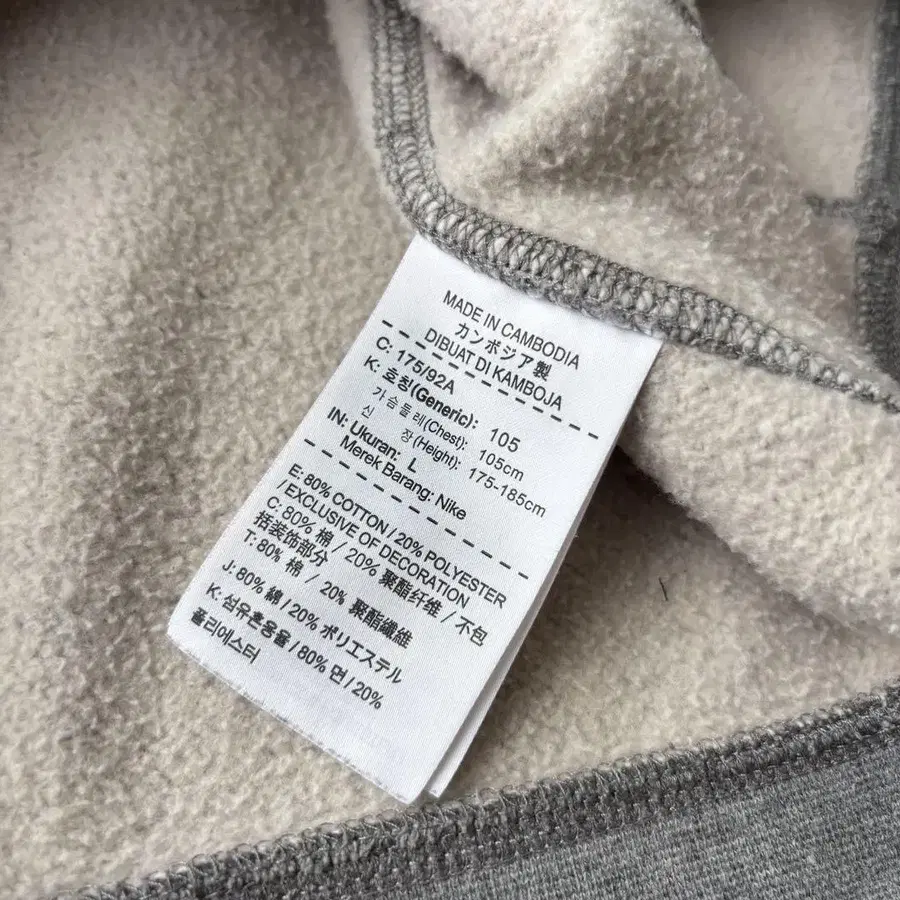 MADE IN CAMBODIA
カンボジア製
DIBUAT DI KAMBOJA
C: 175/92A
K: 호칭(Generic): 105
가슴둘레(Chest): 105cm
신 장(Height): 175-185cm
IN: Ukuran: L
Merek Barang: Nike
E: 80% COTTON / 20% POLYESTER
/ EXCLUSIVE OF DECORATION
C: 80% 棉 / 20% 聚酯纤维 / 不包
括装饰部分
T: 80% 棉 / 20% 聚酯纖維
J: 80% 綿 / 20% ポリエステル
K: 섬유혼용율 / 80% 면 / 20%
폴리에스터